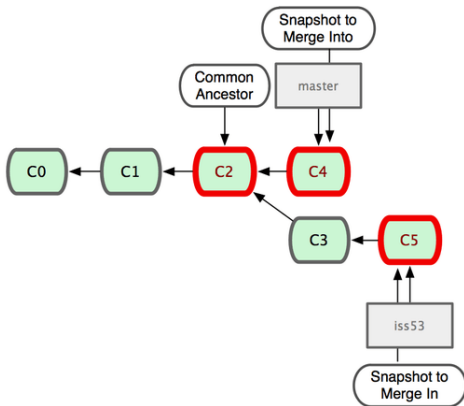 Snapshot to
Merge Into
master
Common
Ancestor
C0
C1
C2
C4
C3
C5
iss53
Snapshot to
Merge In